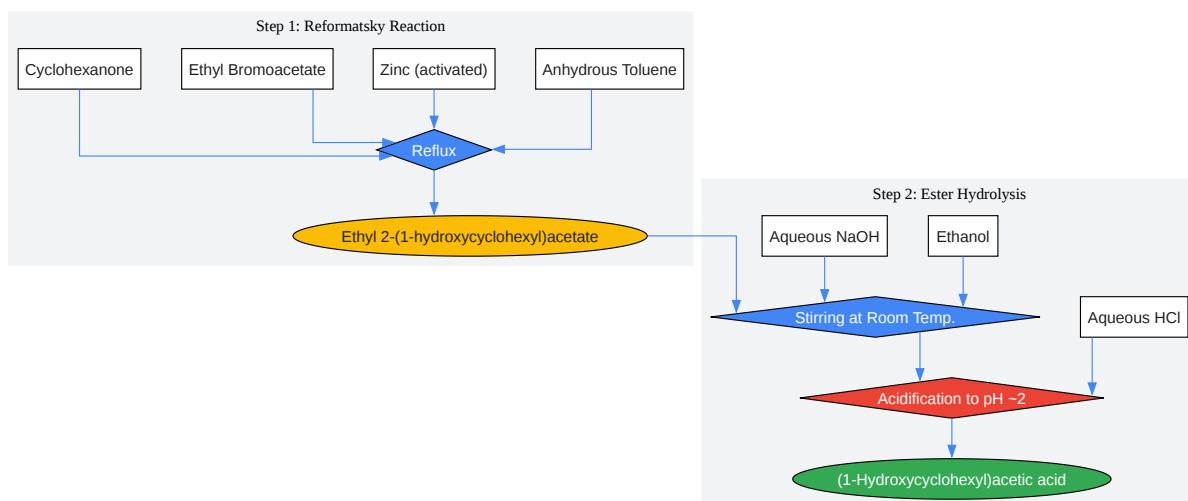 Step 1: Reformatsky Reaction
Cyclohexanone
Ethyl Bromoacetate
Zinc (activated)
Anhydrous Toluene
Reflux
Ethyl 2-(1-hydroxycyclohexyl)acetate
Step 2: Ester Hydrolysis
Aqueous NaOH
Ethanol
Stirring at Room Temp.
Aqueous HCl
Acidification to pH ~2
(1-Hydroxycyclohexyl)acetic acid